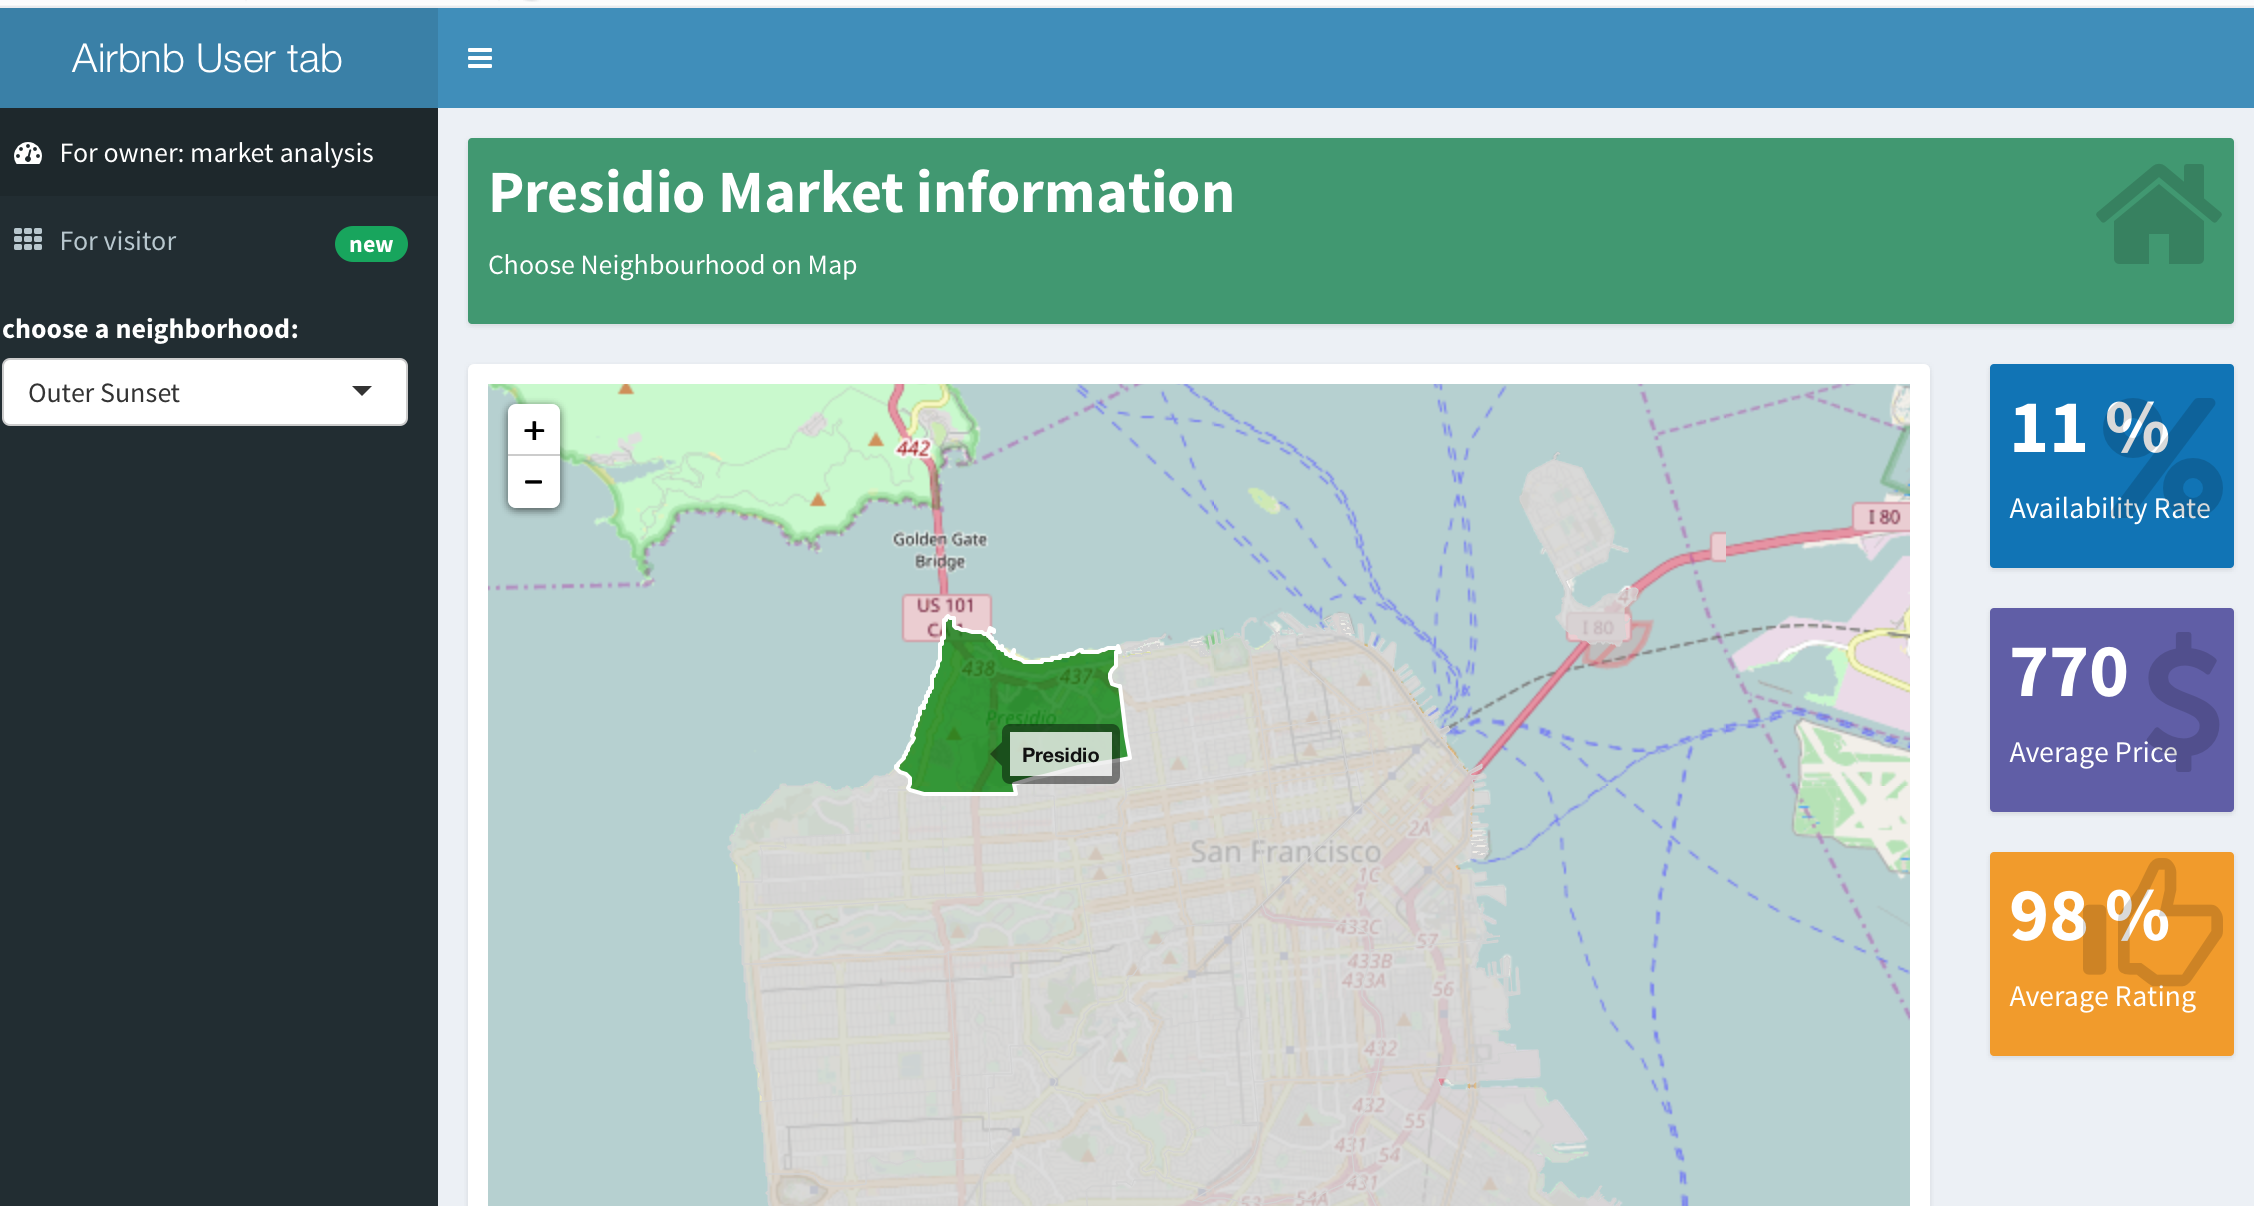 Airbnb User tab
For owner: market analysis
For visitor
new
choose a neighborhood:
Outer Sunset
Presidio Market information
Choose Neighbourhood on Map
+
−
442
Golden Gate
Bridge
US 101
438
437
Presidio
Presidio
I 80
I 80
San Francisco
2A
1C
1
433C
57
433B
433A
56
432
432
55
431
54
431
53
54A
11 %
Availability Rate
770
Average Price
98 %
Average Rating